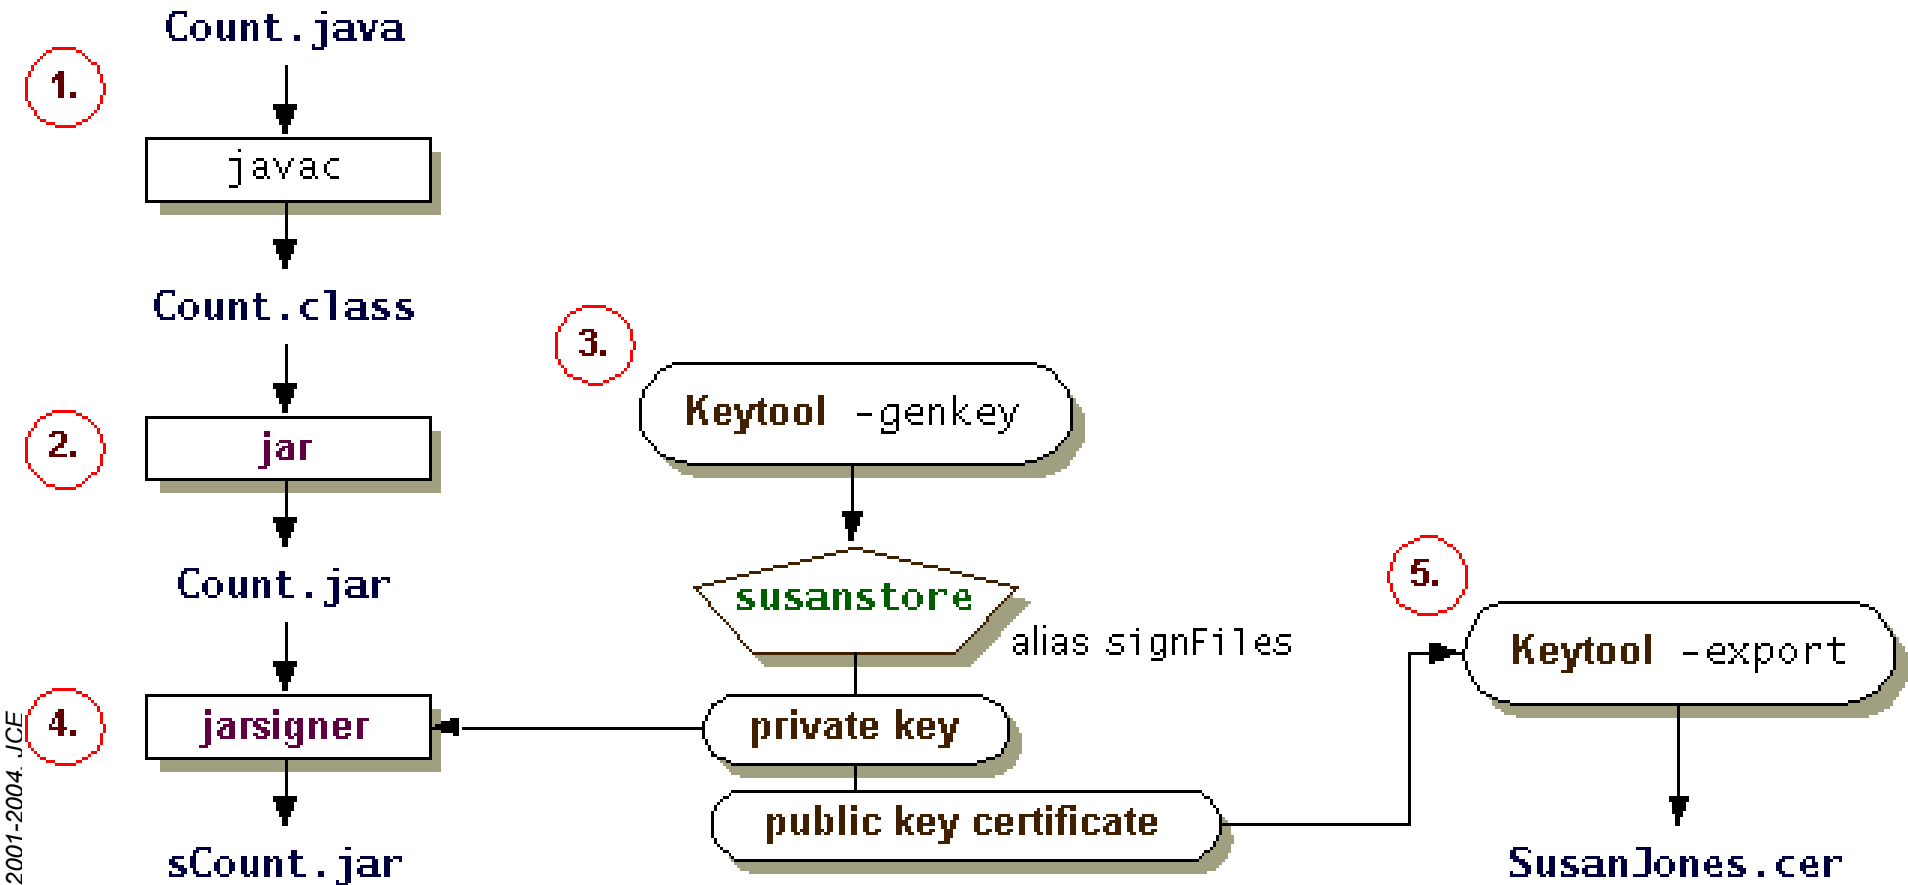 Count.java
1.
javac
Count.class
3.
Keytool -genkey
2.
jar
Count.jar
susanstore
alias signFiles
5.
Keytool -export
4.
jarsigner
private key
public key certificate
sCount.jar
SusanJones.cer
2001-2004. JCE